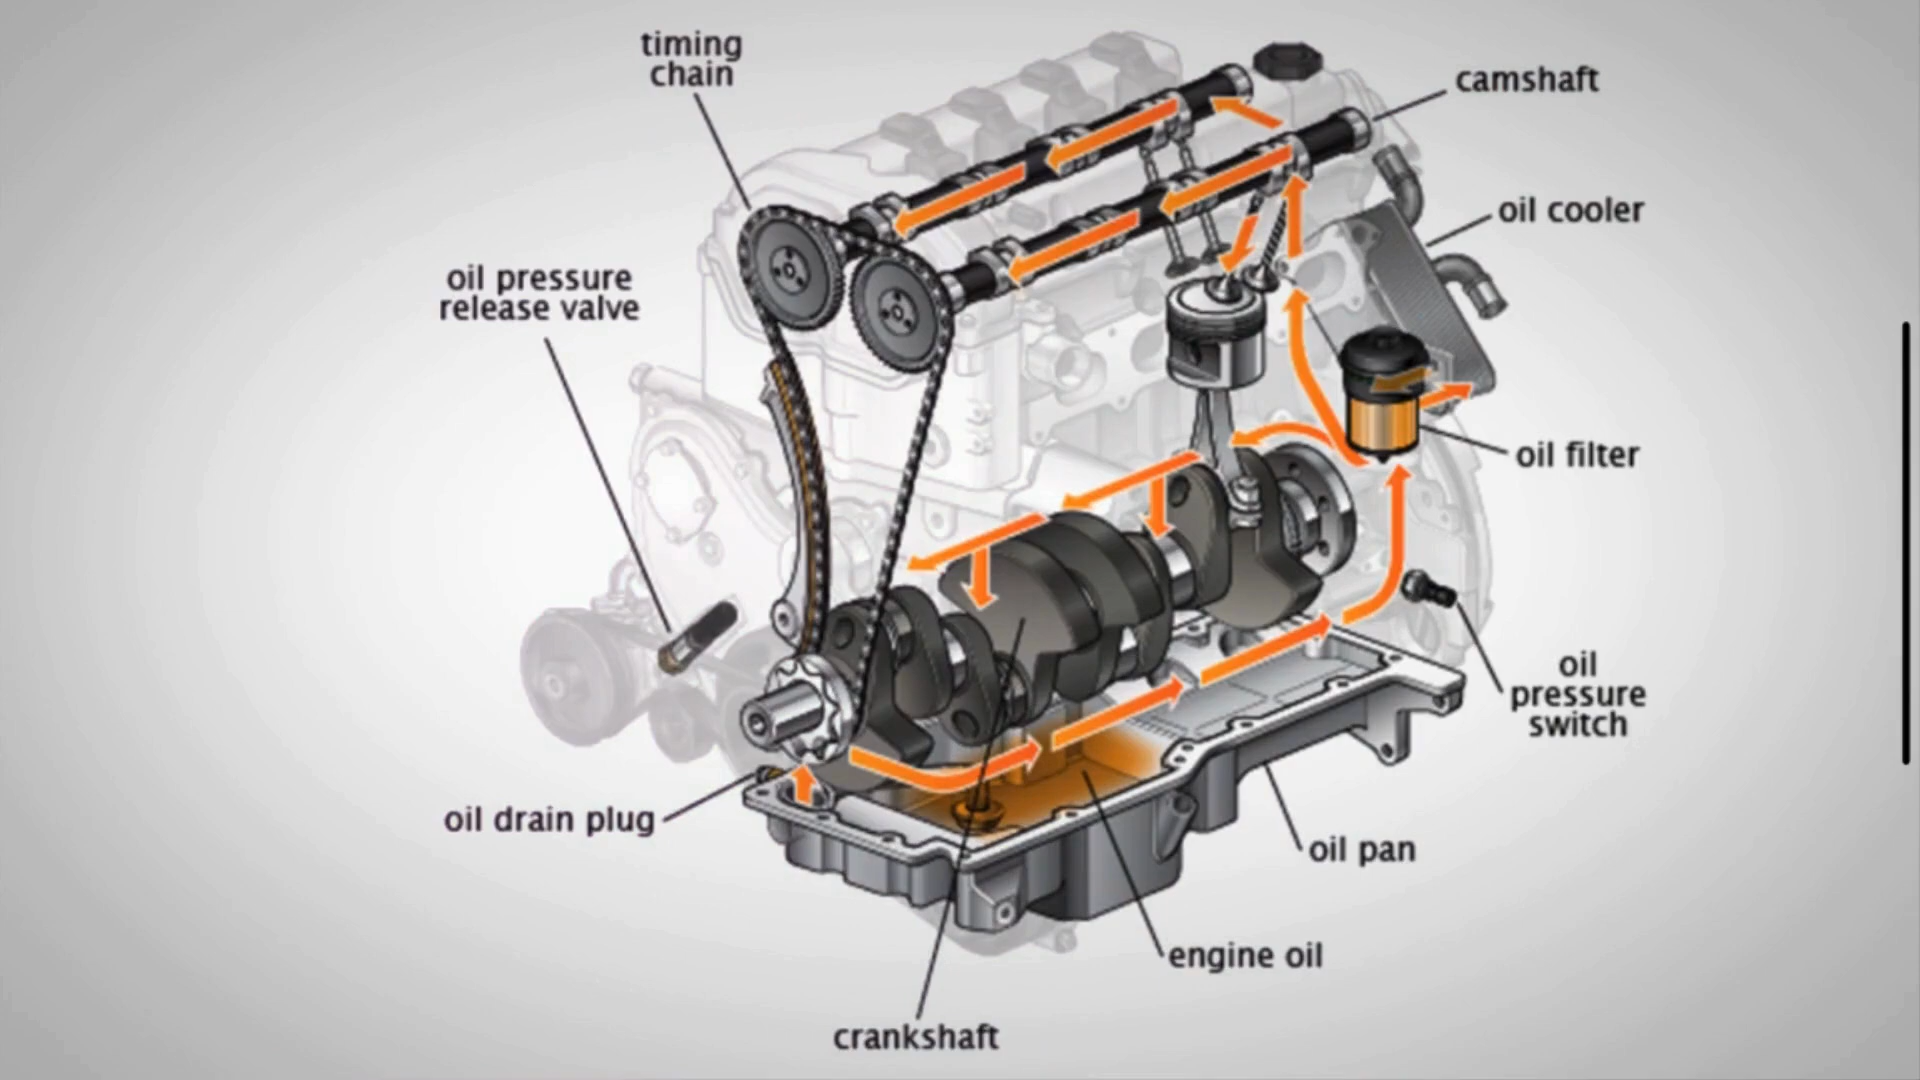 timing
chain
camshaft
oil cooler
oil pressure
release valve
oil filter
oil
pressure
switch
oil drain plug
oil pan
engine oil
crankshaft